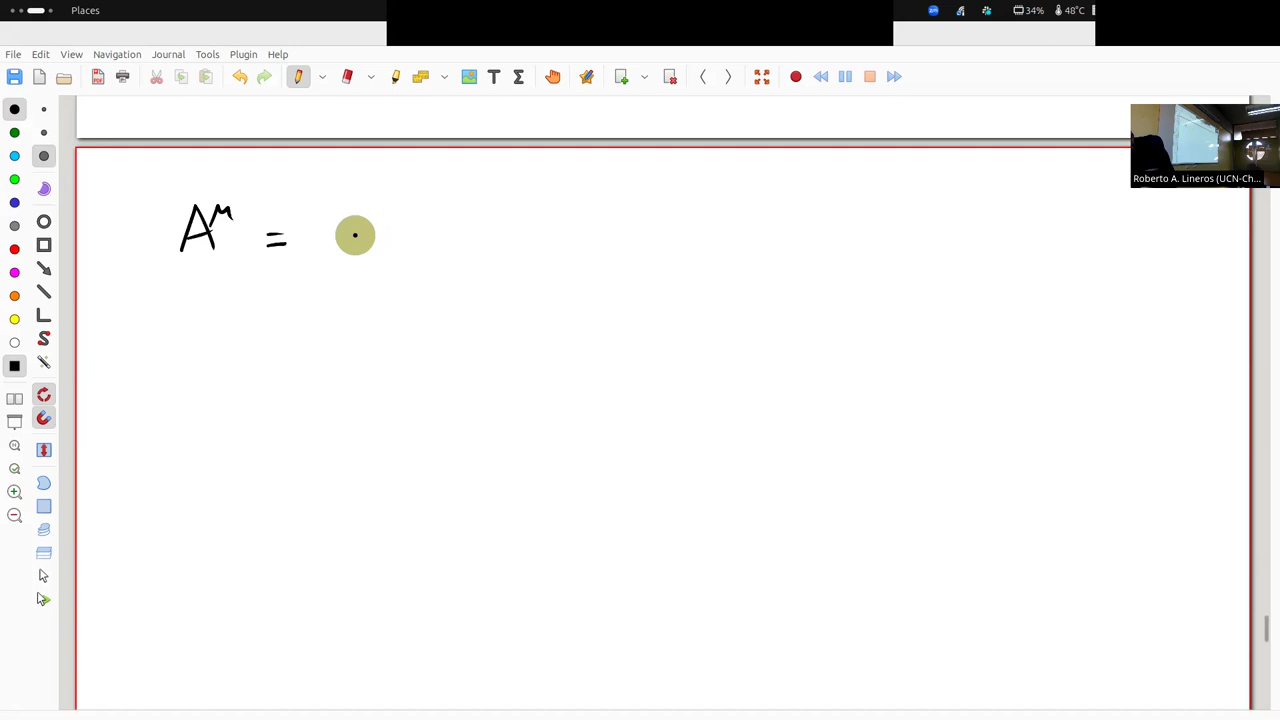 Places
34%
48°C
File Edit View Navigation Journal Tools Plugin Help
Roberto A. Lineros (UCN-Ch...
A^μ =